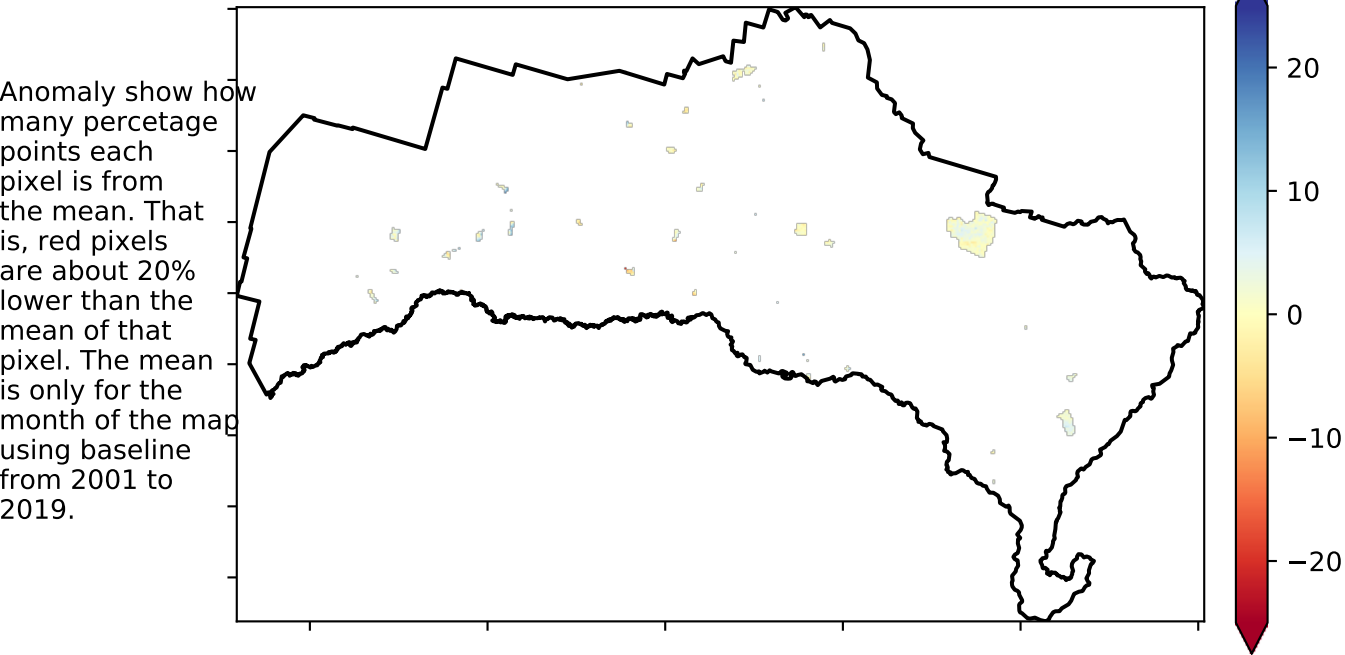 Anomaly show how
many percetage
points each
pixel is from
the mean. That
is, red pixels
are about 20%
lower than the
mean of that
pixel. The mean
is only for the
month of the map
using baseline
from 2001 to
2019.
20
10
0
−10
−20